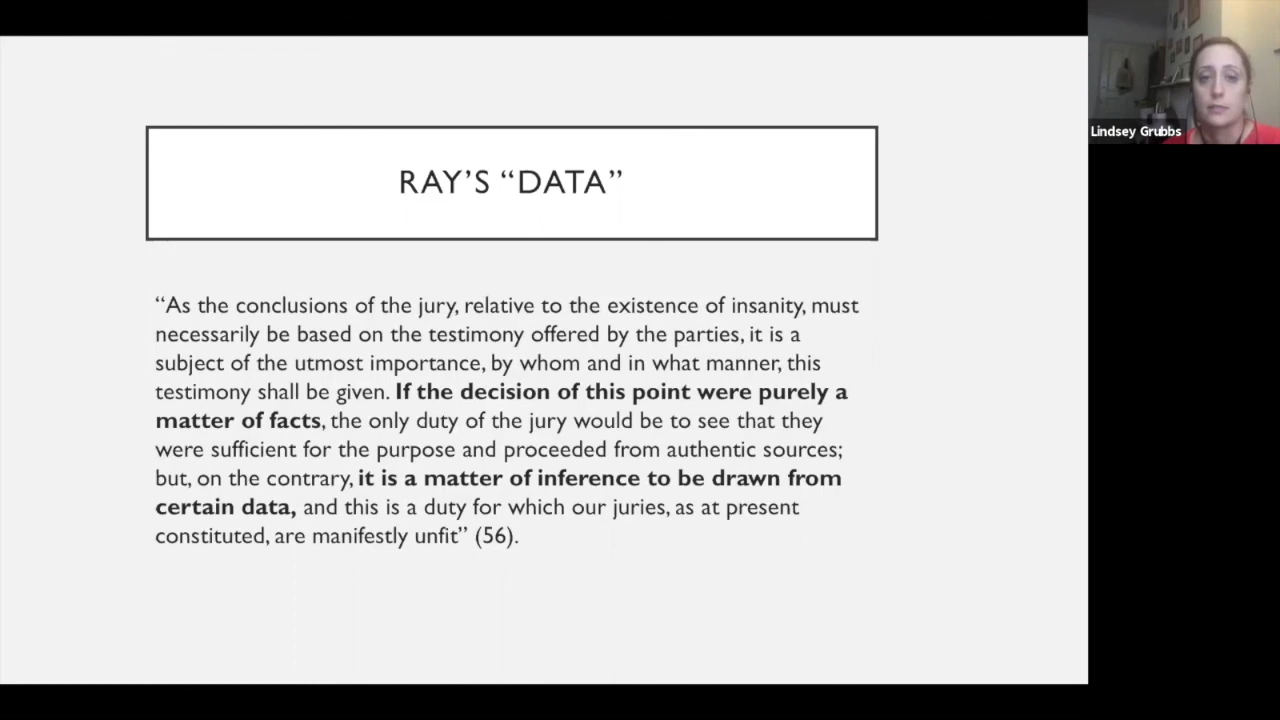 RAY’S “DATA”
“As the conclusions of the jury, relative to the existence of insanity, must
necessarily be based on the testimony offered by the parties, it is a
subject of the utmost importance, by whom and in what manner, this
testimony shall be given. If the decision of this point were purely a
matter of facts, the only duty of the jury would be to see that they
were sufficient for the purpose and proceeded from authentic sources;
but, on the contrary, it is a matter of inference to be drawn from
certain data, and this is a duty for which our juries, as at present
constituted, are manifestly unfit” (56).
Lindsey Grubbs